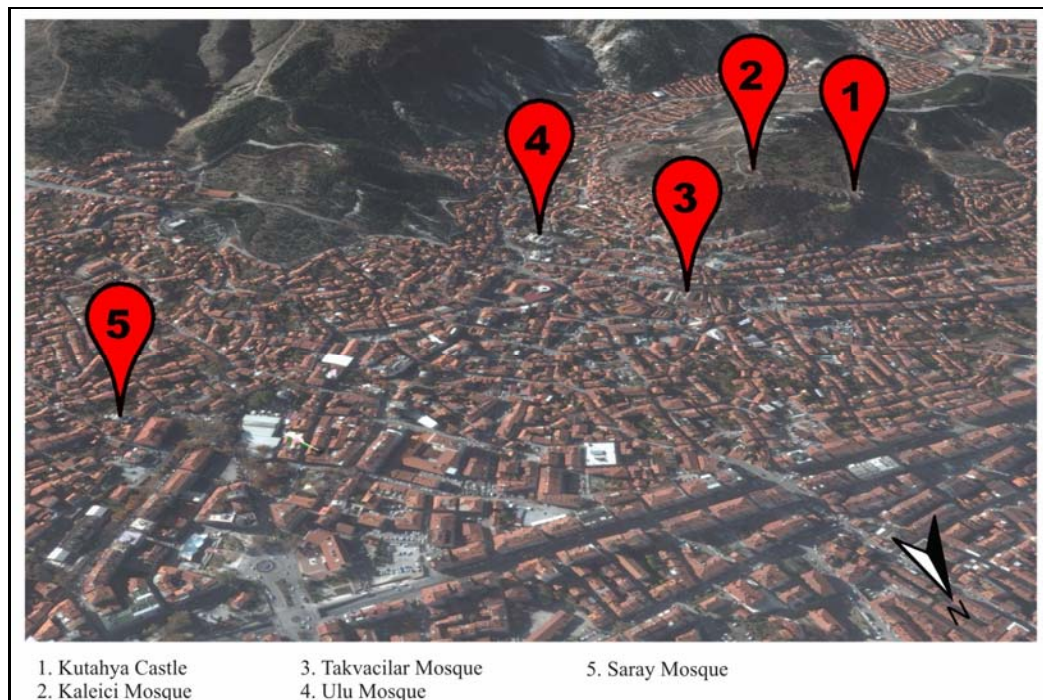 2
1
4
3
5
N
1. Kutahya Castle
2. Kaleici Mosque
3. Takvacilar Mosque
4. Ulu Mosque
5. Saray Mosque